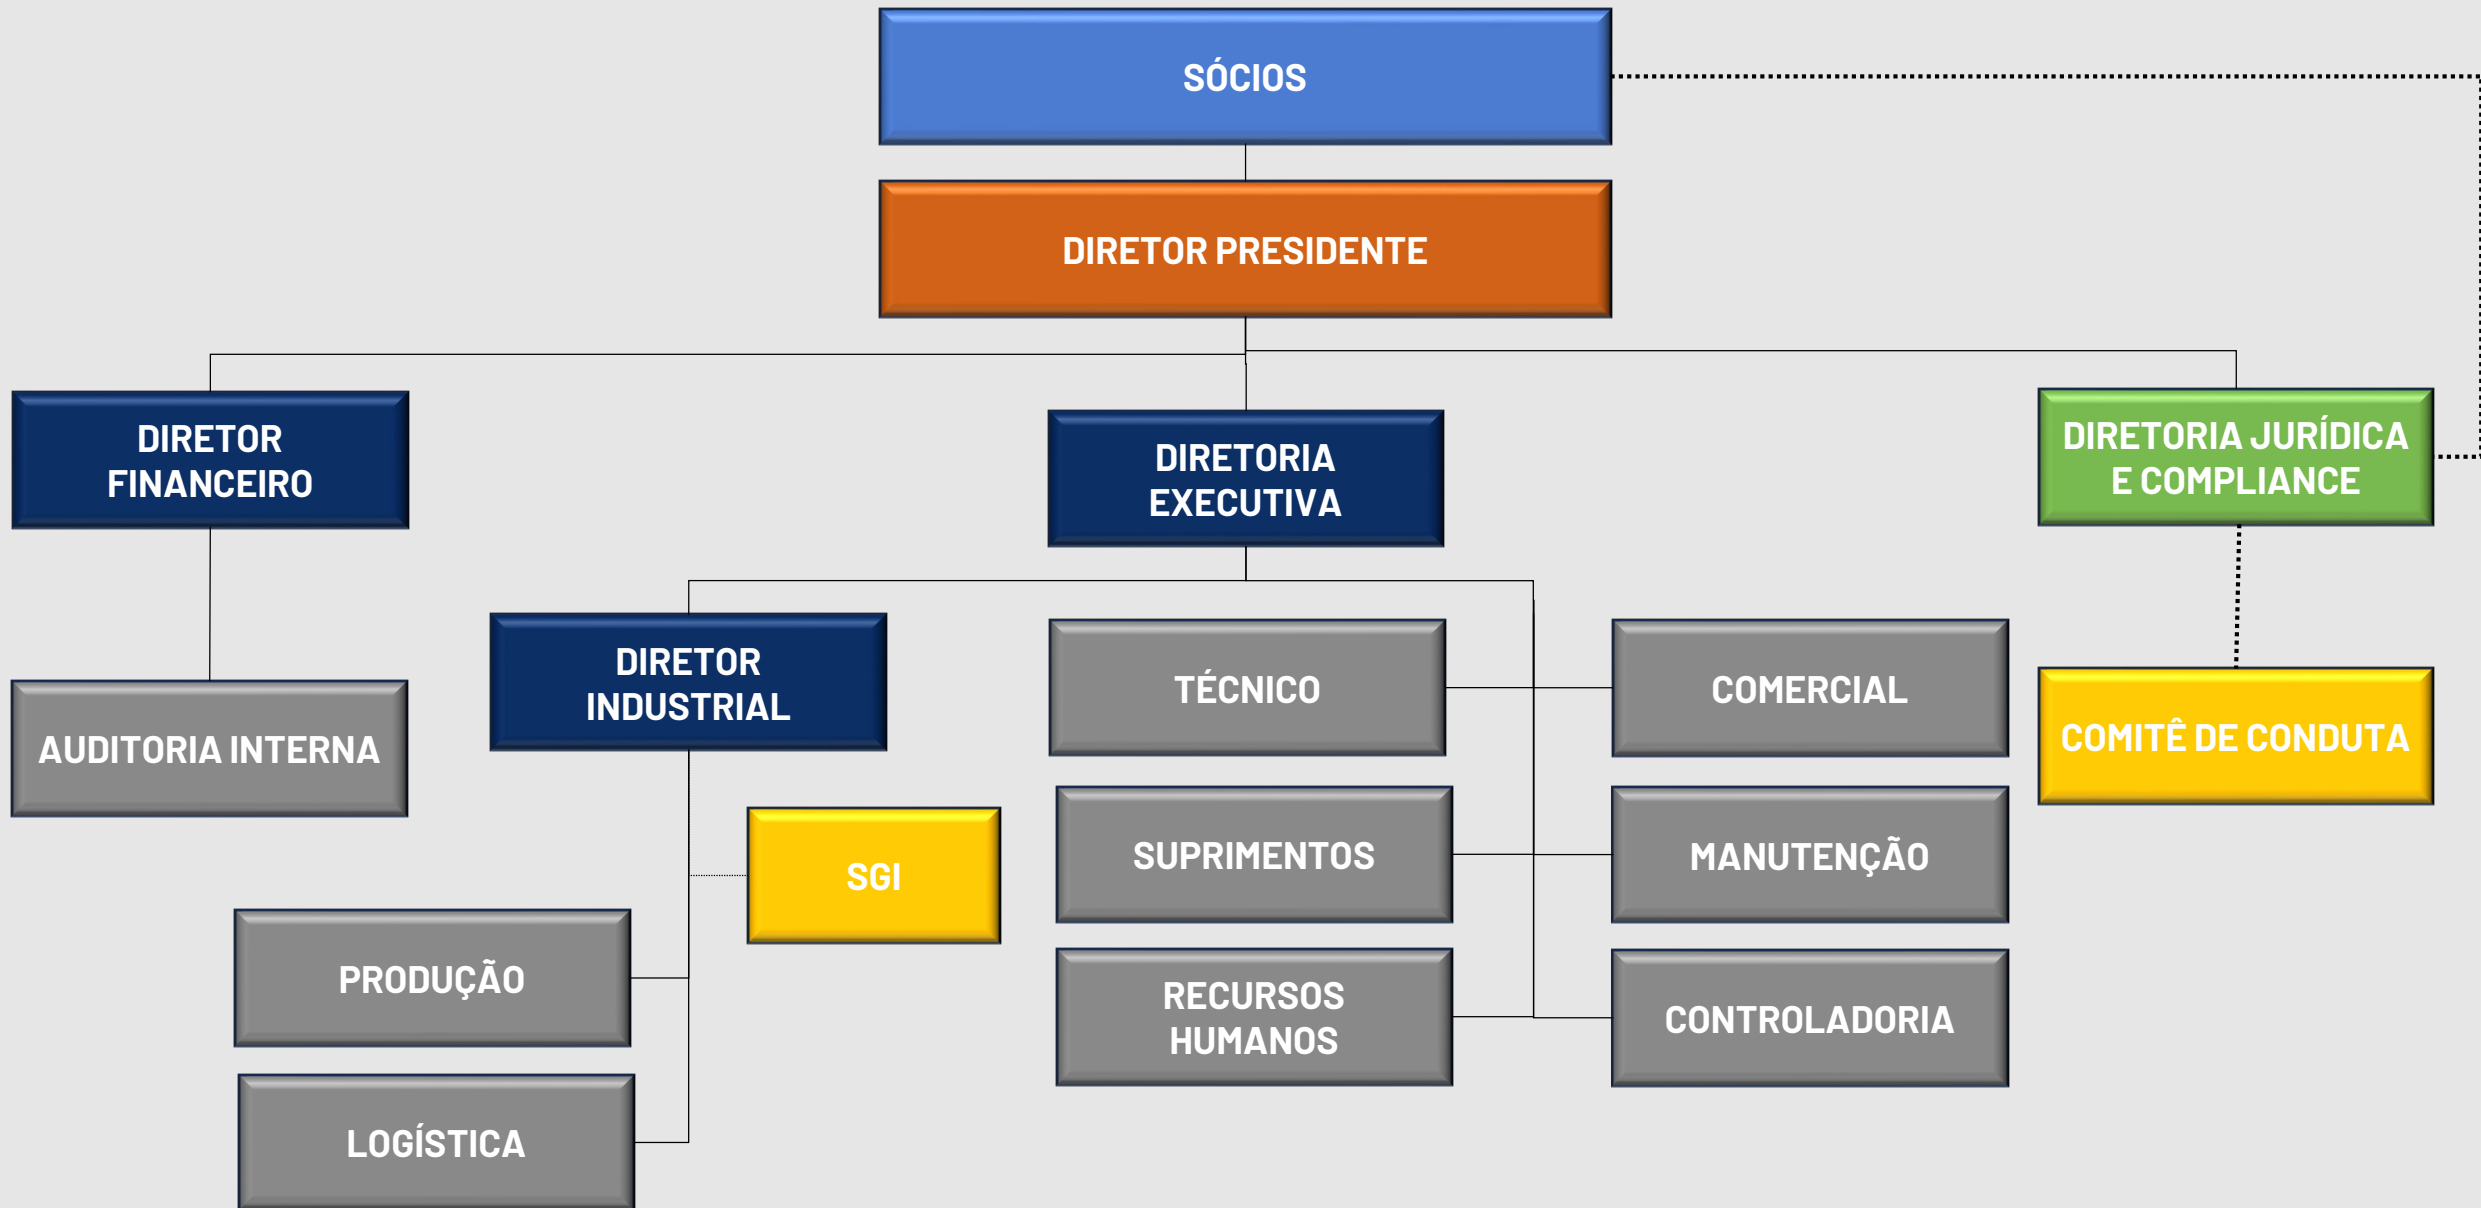 SÓCIOS
DIRETOR PRESIDENTE
DIRETOR
FINANCEIRO
DIRETORIA
EXECUTIVA
DIRETORIA JURÍDICA
E COMPLIANCE
AUDITORIA INTERNA
DIRETOR
INDUSTRIAL
TÉCNICO
COMERCIAL
COMITÊ DE CONDUTA
SGI
SUPRIMENTOS
MANUTENÇÃO
PRODUÇÃO
RECURSOS
HUMANOS
CONTROLADORIA
LOGÍSTICA